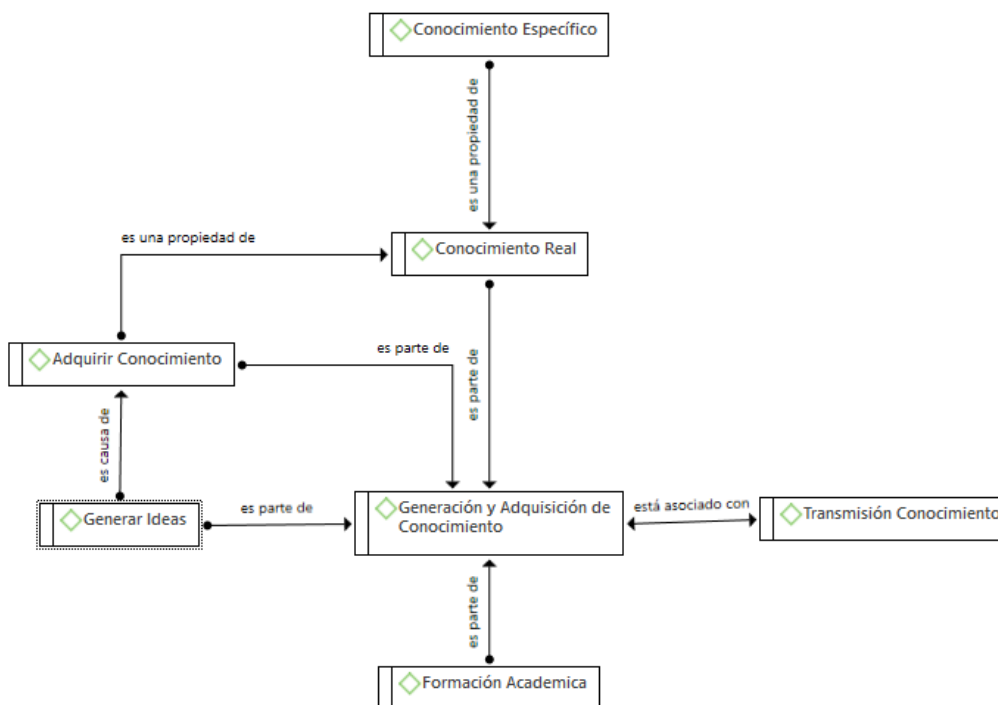 Conocimiento Específico
es una propiedad de
es una propiedad de
Conocimiento Real
Adquirir Conocimiento
es parte de
es parte de
es causa de
Generar Ideas
es parte de
Generación y Adquisición de
Conocimiento
está asociado con
Transmisión Conocimiento
es parte de
Formación Academica